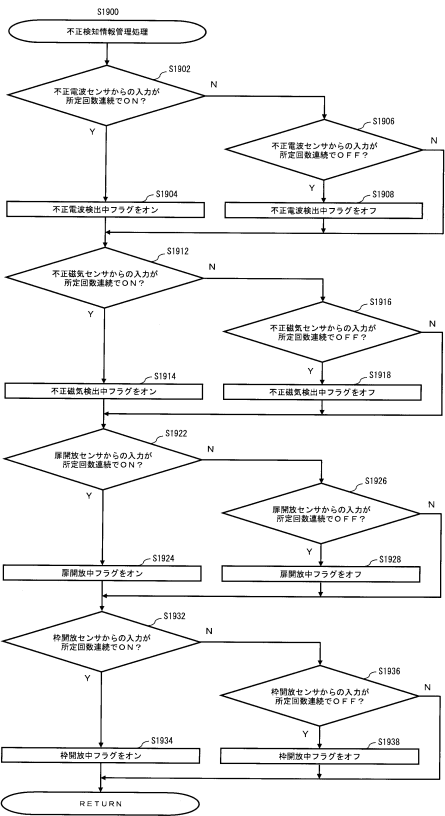 S1900
不正検知情報管理処理
S1902
不正電波センサからの入力が
所定回数連続でON?
N
Y
S1906
不正電波センサからの入力が
所定回数連続でOFF?
N
Y
S1904
不正電波検出中フラグをオン
S1908
不正電波検出中フラグをオフ
S1912
不正磁気センサからの入力が
所定回数連続でON?
N
Y
S1916
不正磁気センサからの入力が
所定回数連続でOFF?
N
Y
S1914
不正磁気検出中フラグをオン
S1918
不正磁気検出中フラグをオフ
S1922
扉開放センサからの入力が
所定回数連続でON?
N
Y
S1926
扉開放センサからの入力が
所定回数連続でOFF?
N
Y
S1924
扉開放中フラグをオン
S1928
扉開放中フラグをオフ
S1932
枠開放センサからの入力が
所定回数連続でON?
N
Y
S1936
枠開放センサからの入力が
所定回数連続でOFF?
N
Y
S1934
枠開放中フラグをオン
S1938
枠開放中フラグをオフ
RETURN